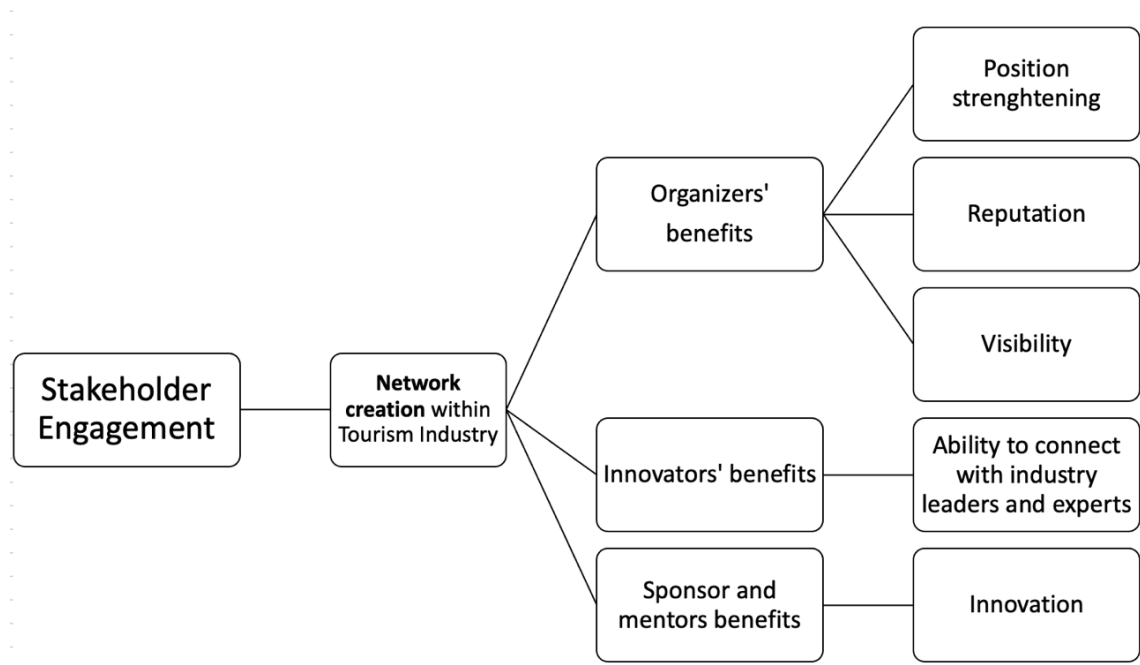 Stakeholder
Engagement
Network
creation within
Tourism Industry
Organizers'
benefits
Position
strenghtening
Reputation
Visibility
Innovators' benefits
Ability to connect
with industry
leaders and experts
Sponsor and
mentors benefits
Innovation